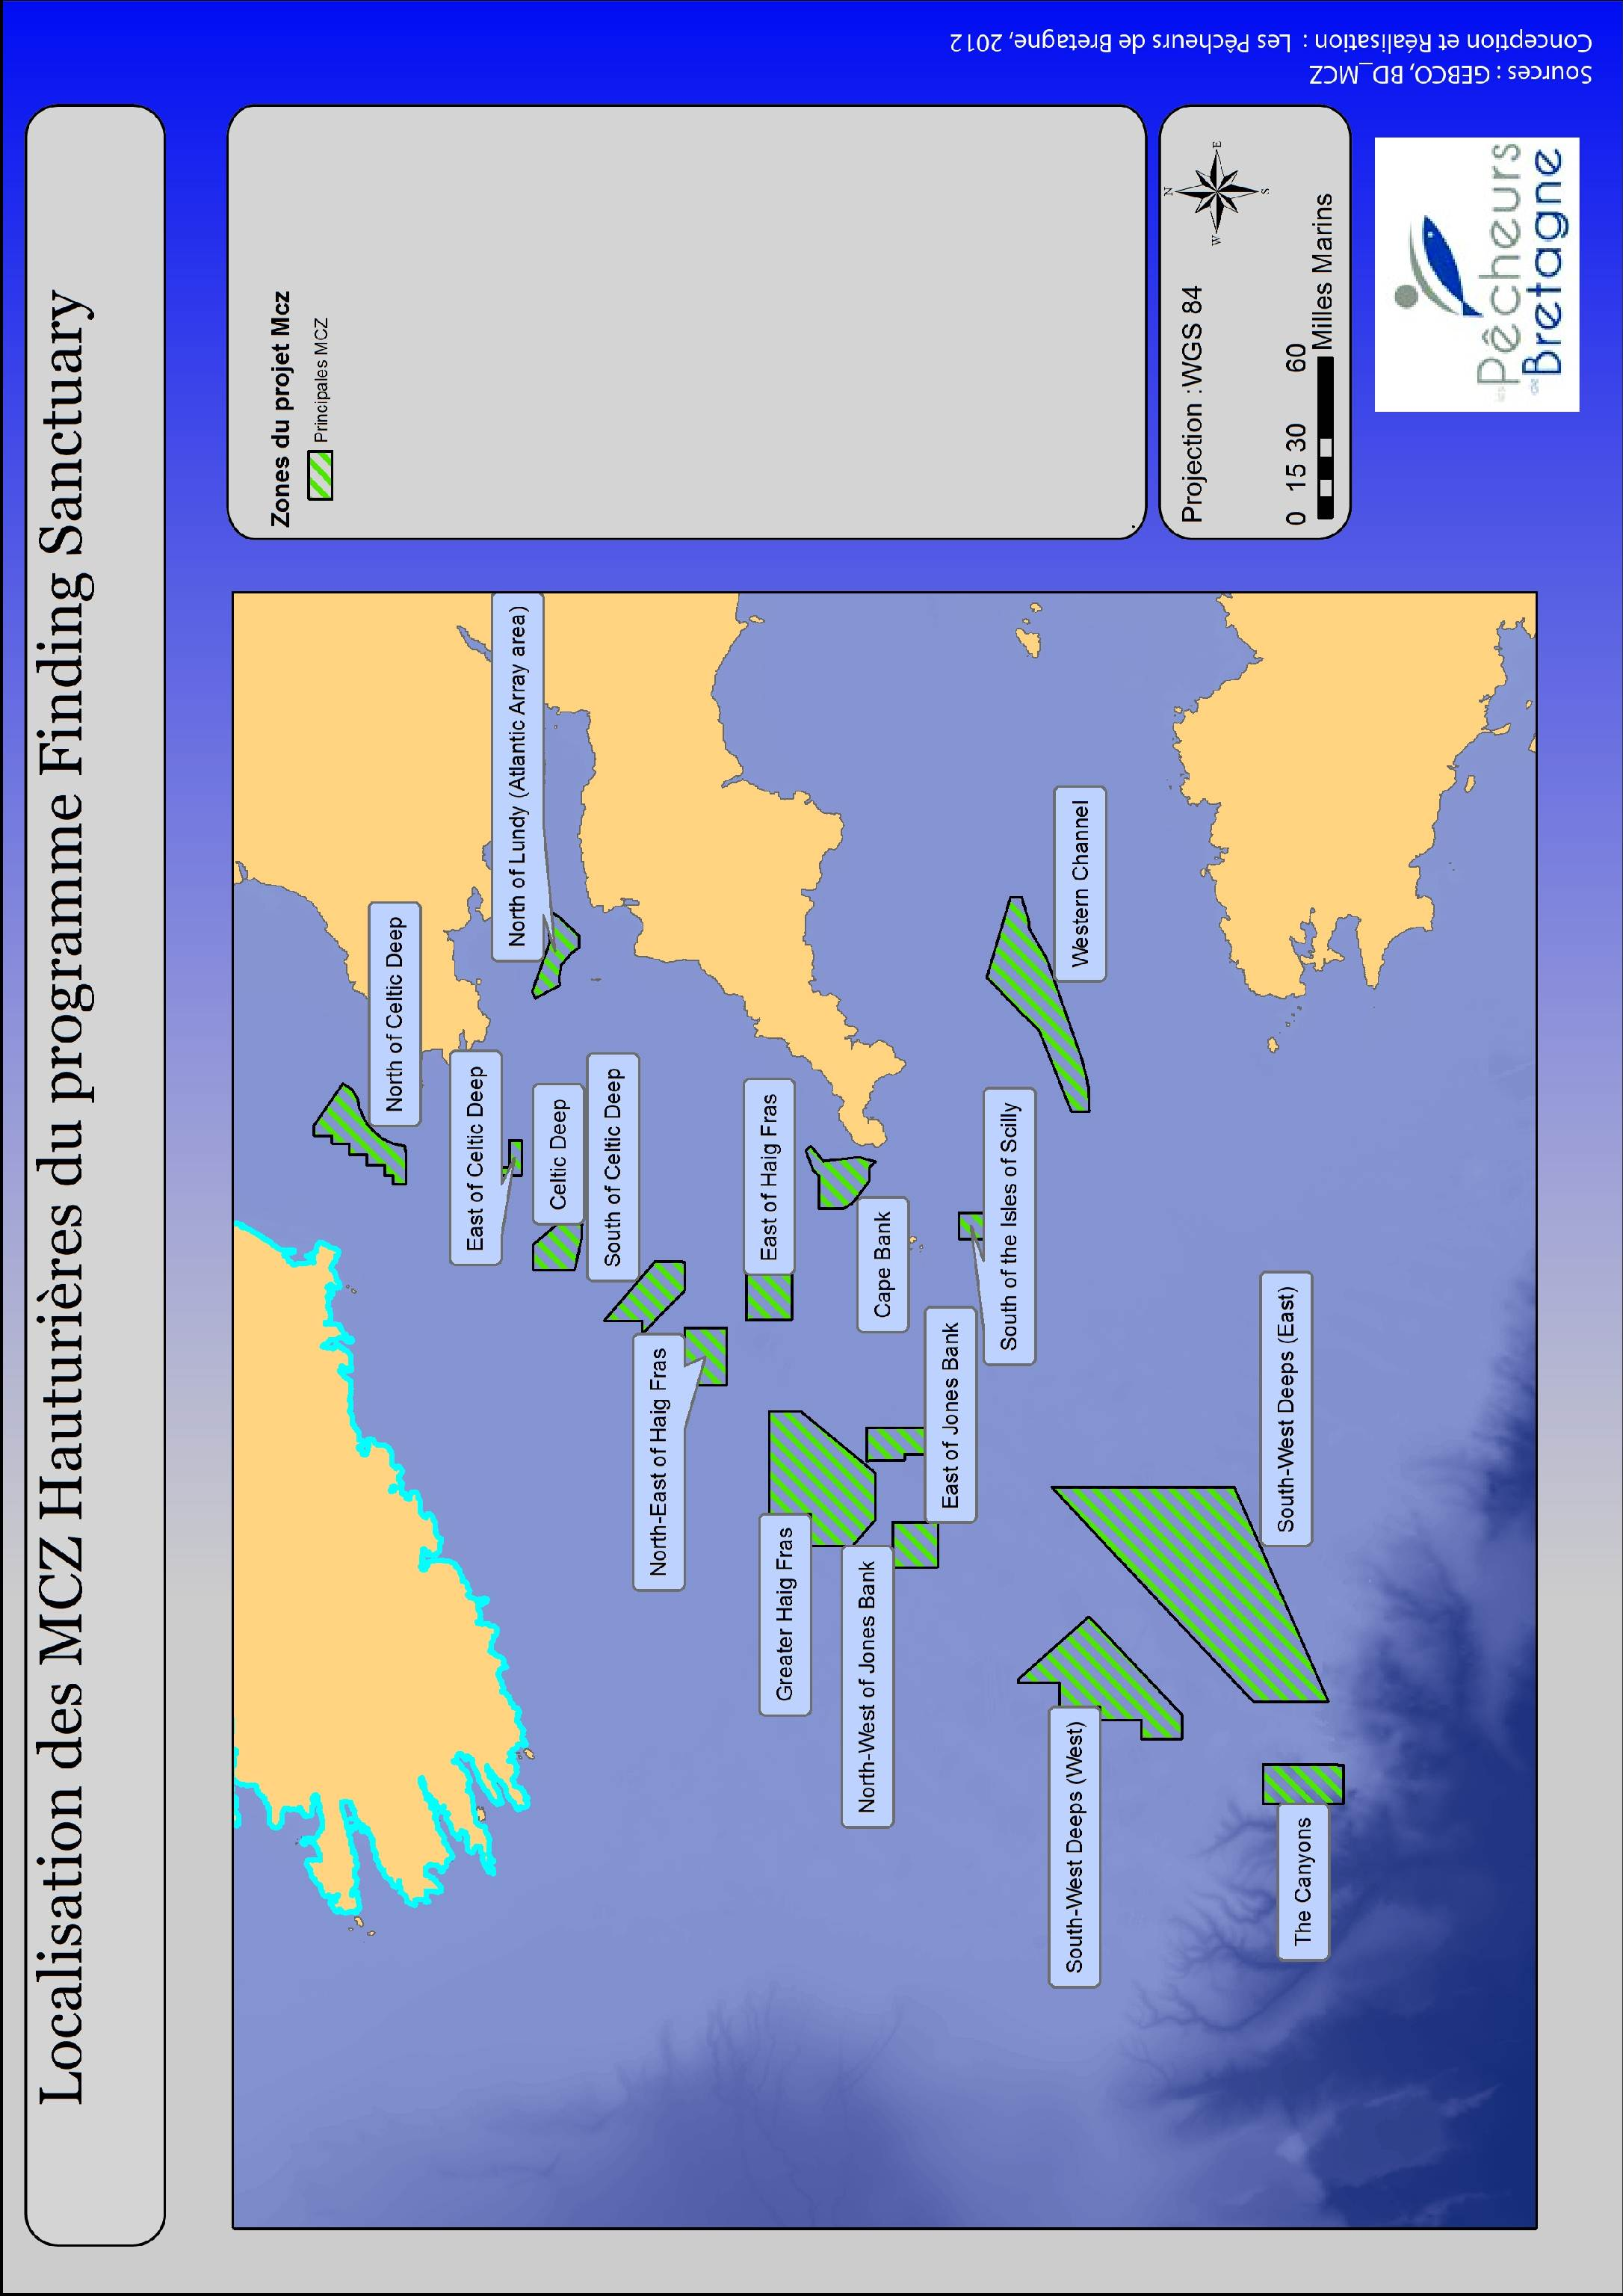 Localisation des MCZ Hauturières du programme Finding Sanctuary
North of Celtic Deep
North of Lundy (Atlantic Array area)
East of Celtic Deep
Celtic Deep
South of Celtic Deep
North-East of Haig Fras
East of Haig Fras
Greater Haig Fras
North-West of Jones Bank
Cape Bank
East of Jones Bank
South of the Isles of Scilly
Western Channel
South-West Deeps (West)
South-West Deeps (East)
The Canyons
Zones du projet Mcz
Principales MCZ
Projection :WGS 84
N
W
E
S
0 15 30 60
Milles Marins
les Pêcheurs
de Bretagne
Sources : GEBCO, BD_MCZ
Conception et Réalisation : Les Pêcheurs de Bretagne, 2012